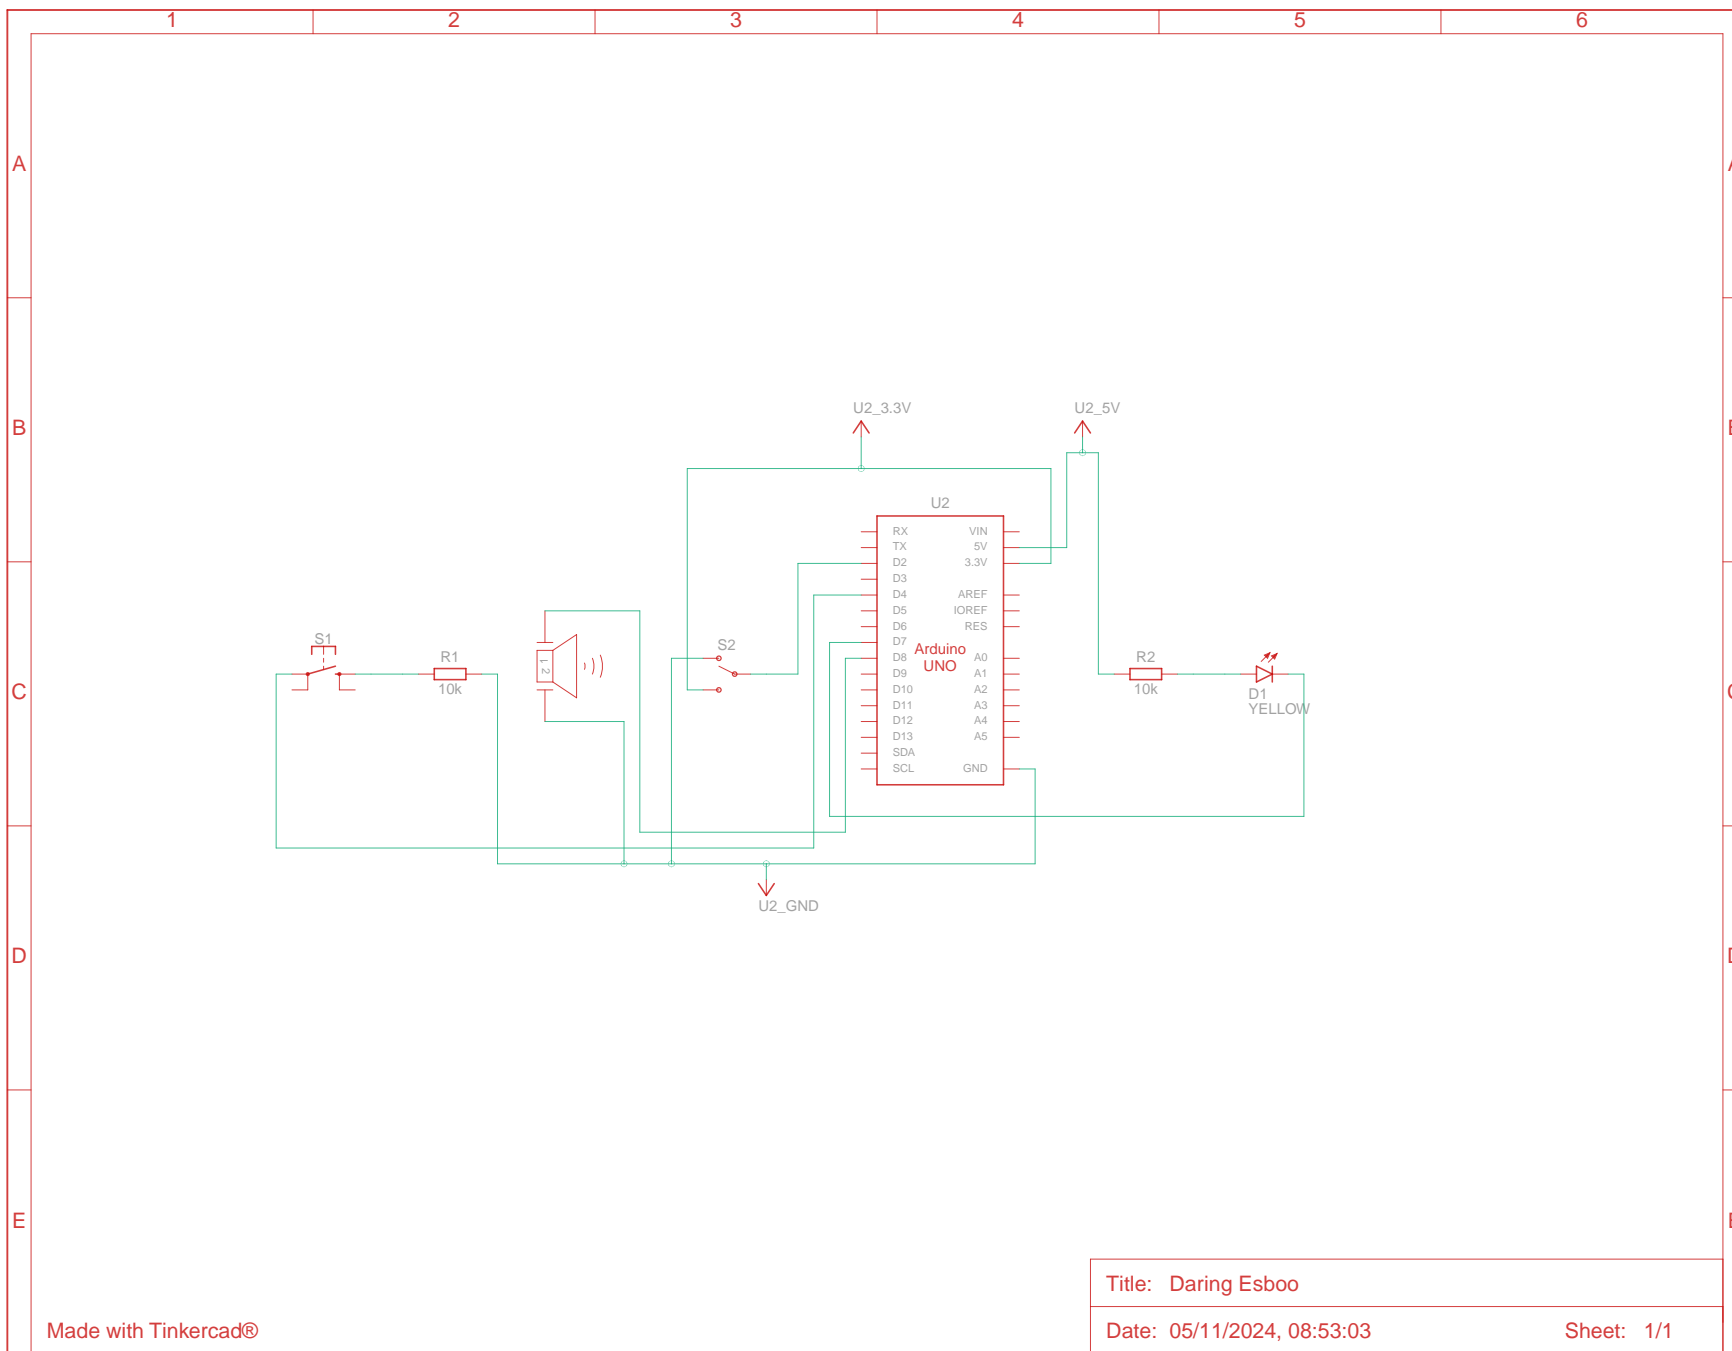 1 2 3 4 5 6
A
B
C
D
E
U2_3.3V U2_5V
U2
RX VIN
TX 5V
D2 3.3V
D3
D4 AREF
D5 IOREF
D6 RES
D7
Arduino
UNO
D8 A0
D9 A1
D10 A2
D11 A3
D12 A4
D13 A5
SDA
SCL GND
S1
R1
10k
1 2
S2
R2
10k
D1
YELLOW
U2_GND
Title: Daring Esboo
Date: 05/11/2024, 08:53:03 Sheet: 1/1
Made with Tinkercad®